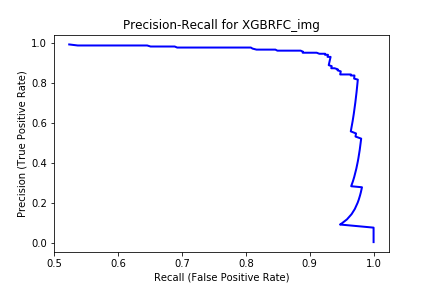 Precision-Recall for XGBRFC_img
Precision (True Positive Rate)
1.0
0.8
0.6
0.4
0.2
0.0
0.5 0.6 0.7 0.8 0.9 1.0
Recall (False Positive Rate)